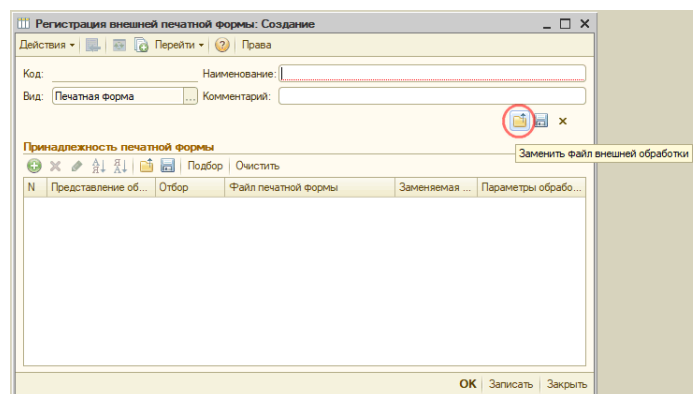 Регистрация внешней печатной формы: Создание
Действия Перейти Права
Код: Наименование:
Вид: Печатная форма ... Комментарий:
Заменить файл внешней обработки
Принадлежность печатной формы
Подбор Очистить
N Представление об... Отбор Файл печатной формы Заменяемая ... Параметры обрабо...
OK Записать Закрыть